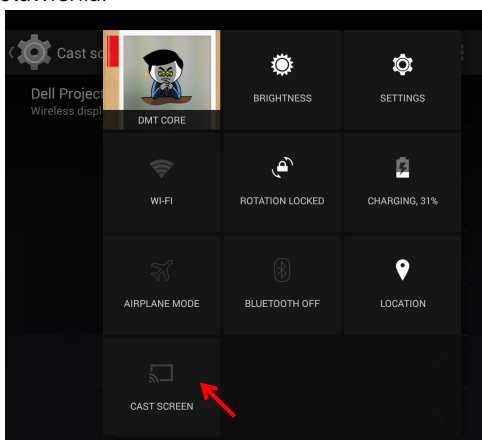 Cast sc
Dell Project
Wireless displ
DMT CORE
BRIGHTNESS
SETTINGS
WI-FI
ROTATION LOCKED
CHARGING, 31%
AIRPLANE MODE
BLUETOOTH OFF
LOCATION
CAST SCREEN